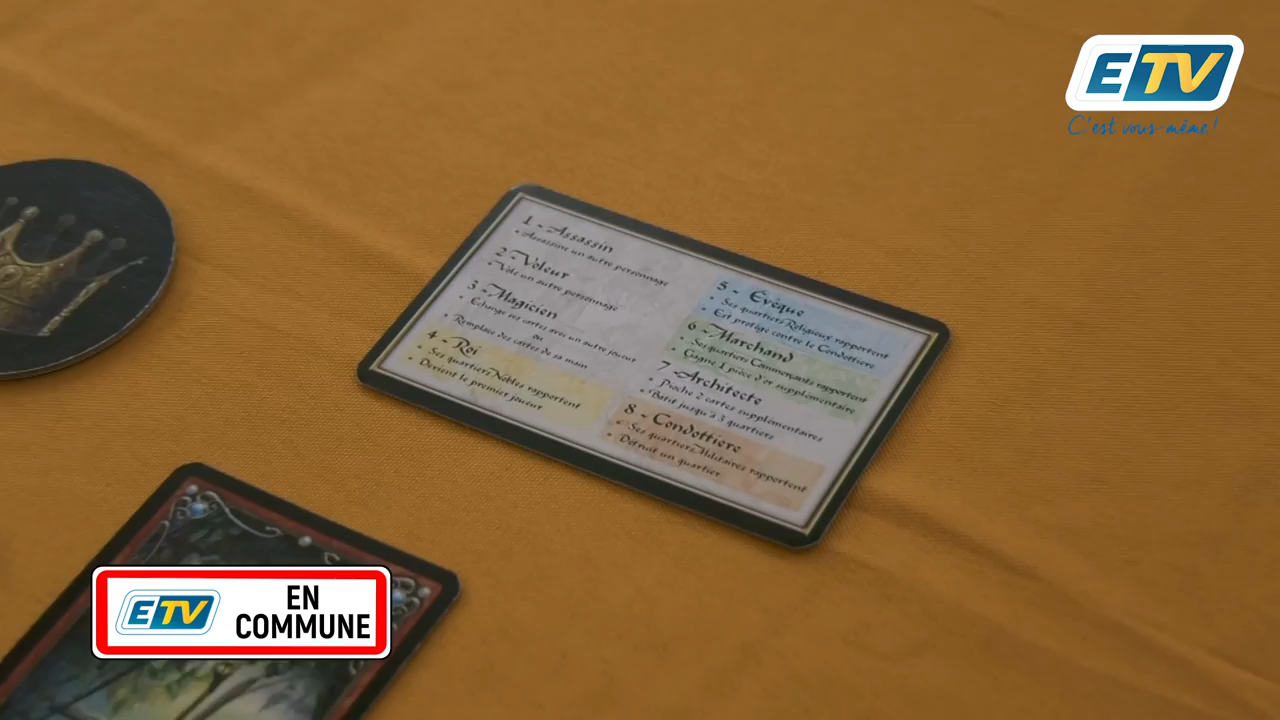 ETV
C'est vous-même !
1 - Assassin
• Assassine un autre personnage
2 - Voleur
• Vole un autre personnage
3 - Magicien
• Echange ses cartes avec un autre joueur
ou
• Remplace des cartes de sa main
4 - Roi
• Ses quartiers Nobles rapportent
• Devient le premier joueur
5 - Évêque
• Ses quartiers Religieux rapportent
• Est protégé contre le Condottiere
6 - Marchand
• Ses quartiers Commerçants rapportent
• Gagne 1 pièce d'or supplémentaire
7 - Architecte
• Pioche 2 cartes supplémentaires
• Batit jusqu'à 3 quartiers
8 - Condottiere
• Ses quartiers Militaires rapportent
• Détruit un quartier
ETV
EN
COMMUNE